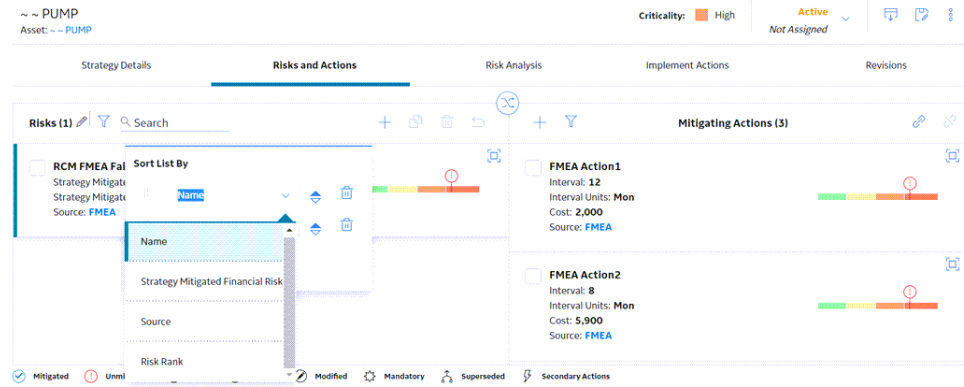 ~ ~ PUMP
Asset: ~ ~ PUMP
Criticality: High
Active
Not Assigned
Strategy Details
Risks and Actions
Risk Analysis
Implement Actions
Revisions
Risks (1)
Search
Mitigating Actions (3)
RCM FMEA Fai
Strategy Mitigate
Strategy Mitigate
Source: FMEA
Sort List By
Name
Name
Strategy Mitigated Financial Risk
Source
Risk Rank
FMEA Action1
Interval: 12
Interval Units: Mon
Cost: 2,000
Source: FMEA
FMEA Action2
Interval: 8
Interval Units: Mon
Cost: 5,900
Source: FMEA
Mitigated
Modified
Mandatory
Superseded
Secondary Actions